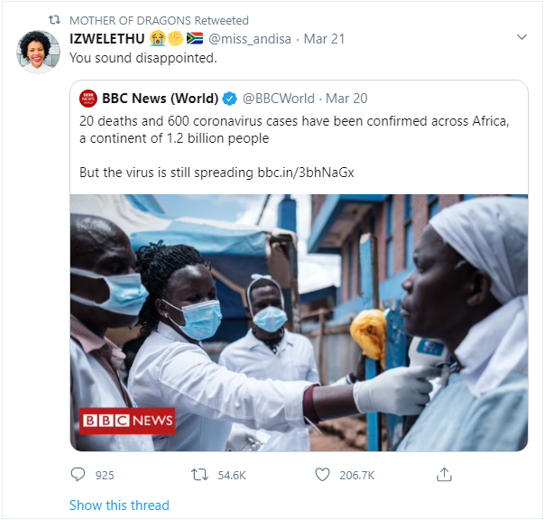 MOTHER OF DRAGONS Retweeted
IZWELETHU 😭✊🇿🇦 @miss_andisa · Mar 21
You sound disappointed.
BBC News (World) @BBCWorld · Mar 20
20 deaths and 600 coronavirus cases have been confirmed across Africa,
a continent of 1.2 billion people
But the virus is still spreading bbc.in/3bhNaGx
BBC NEWS
925 54.6K 206.7K
Show this thread